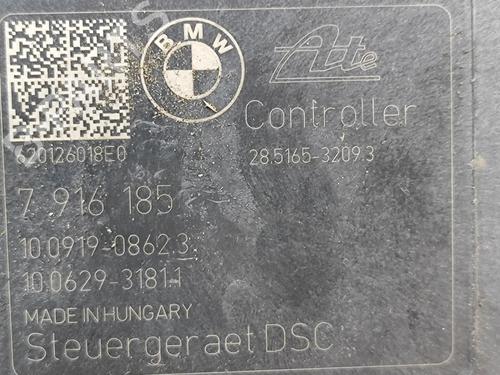 BMW
Ate
Controller
620126018E0
28.5165-3209.3
7 916 185
10.0919-0862.3
10.0629-3181.1
MADE IN HUNGARY
Steuergeraet DSC